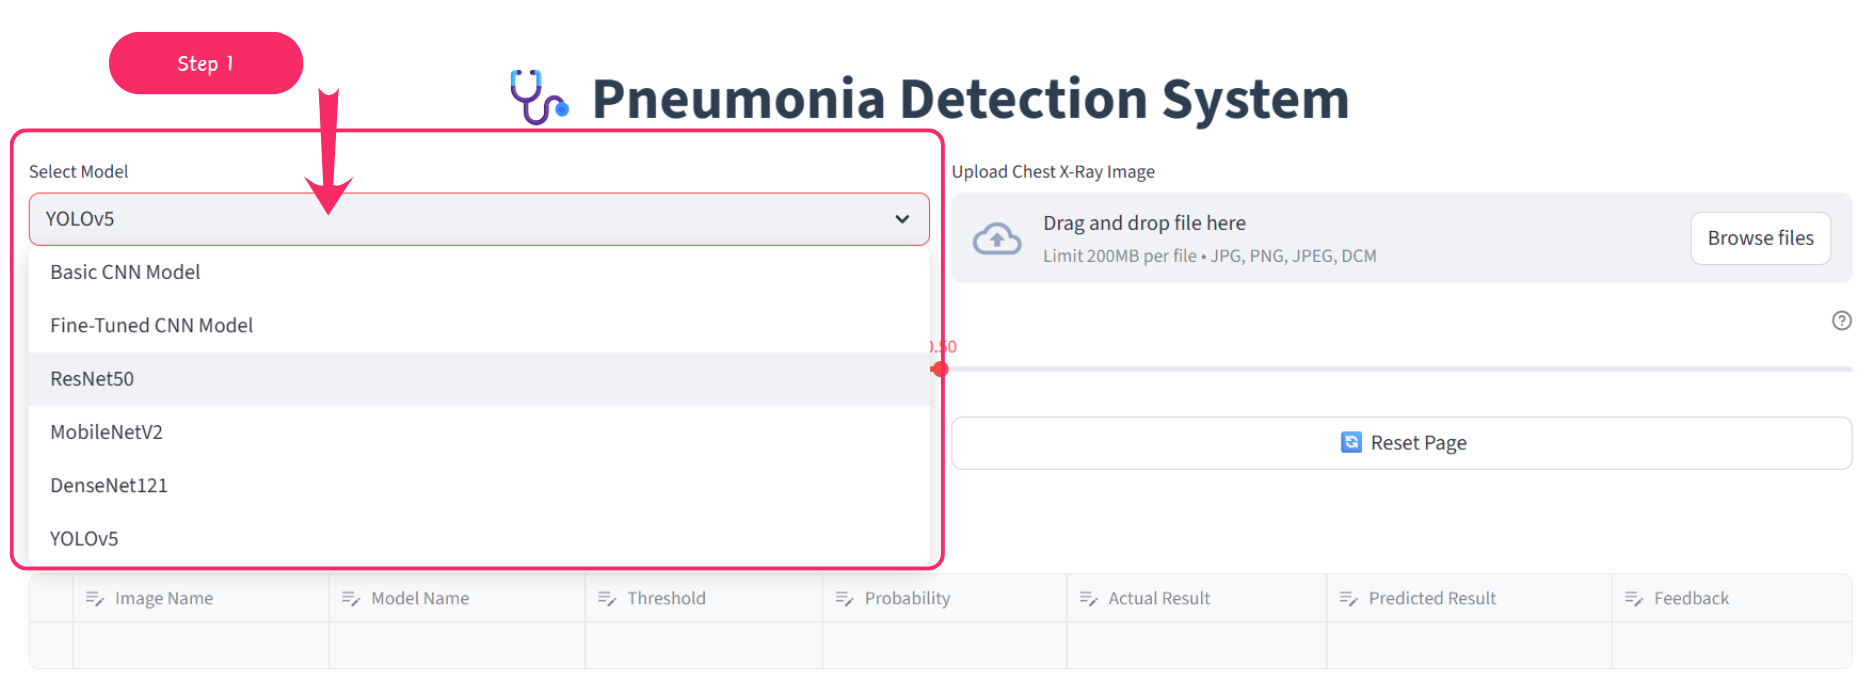 Step 1
Pneumonia Detection System
Select Model
YOLOv5
Basic CNN Model
Fine-Tuned CNN Model
ResNet50
MobileNetV2
DenseNet121
YOLOv5
Upload Chest X-Ray Image
Drag and drop file here
Limit 200MB per file • JPG, PNG, JPEG, DCM
Browse files
0.50
Reset Page
Image Name Model Name Threshold Probability Actual Result Predicted Result Feedback